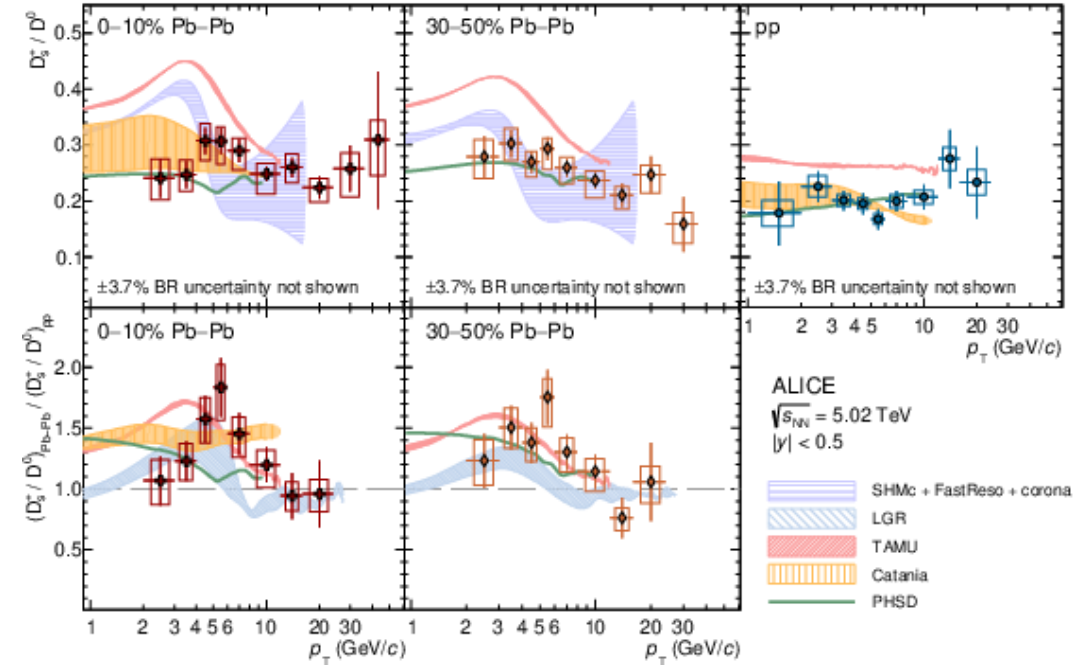 D_s^+ / D^0
0.5
0.4
0.3
0.2
0.1
0–10% Pb–Pb
±3.7% BR uncertainty not shown
30–50% Pb–Pb
±3.7% BR uncertainty not shown
pp
±3.7% BR uncertainty not shown
1 2 3 4 5 10 20 30
p_T (GeV/c)
(D_s^+ / D^0)_Pb–Pb / (D_s^+ / D^0)_pp
2.0
1.5
1.0
0.5
0–10% Pb–Pb
30–50% Pb–Pb
1 2 3 4 5 6 10 20 30
p_T (GeV/c)
1 2 3 4 5 6 10 20 30
p_T (GeV/c)
ALICE
√s_NN = 5.02 TeV
|y| < 0.5
SHMc + FastReso + corona
LGR
TAMU
Catania
PHSD